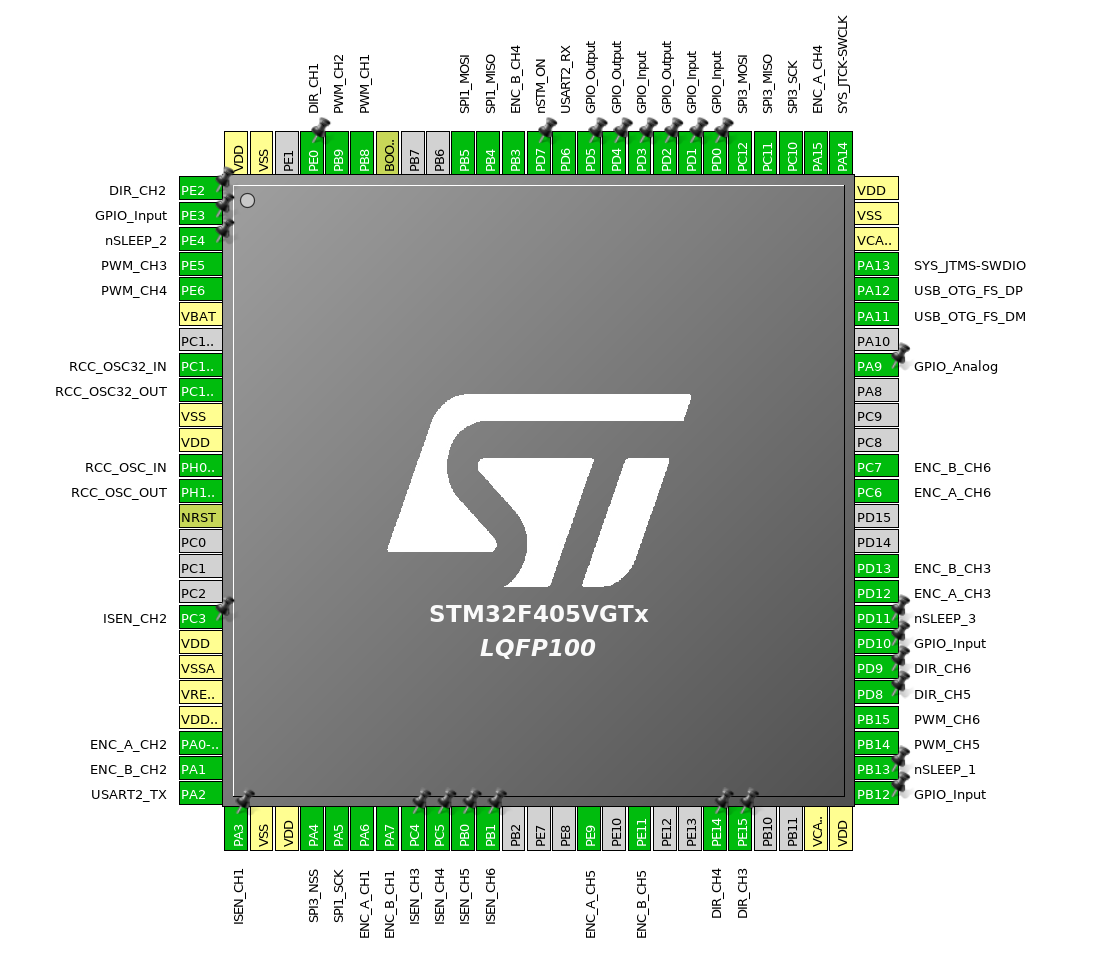 DIR_CH1
PWM_CH2
PWM_CH1
SPI1_MOSI
SPI1_MISO
ENC_B_CH4
nSTM_ON
USART2_RX
GPIO_Output
GPIO_Output
GPIO_Input
GPIO_Output
GPIO_Input
GPIO_Input
SPI3_MOSI
SPI3_MISO
SPI3_SCK
ENC_A_CH4
SYS_JTCK-SWCLK
VDD
VSS
PE1
PE0
PB9
PB8
BOO..
PB7
PB6
PB5
PB4
PB3
PD7
PD6
PD5
PD4
PD3
PD2
PD1
PD0
PC12
PC11
PC10
PA15
PA14
DIR_CH2 PE2
GPIO_Input PE3
nSLEEP_2 PE4
PWM_CH3 PE5
PWM_CH4 PE6
VBAT
PC1..
RCC_OSC32_IN PC1..
RCC_OSC32_OUT PC1..
VSS
VDD
RCC_OSC_IN PH0..
RCC_OSC_OUT PH1..
NRST
PC0
PC1
PC2
ISEN_CH2 PC3
VDD
VSSA
VRE..
VDD..
ENC_A_CH2 PA0-..
ENC_B_CH2 PA1
USART2_TX PA2
ST
STM32F405VGTx
LQFP100
VDD
VSS
VCA..
PA13 SYS_JTMS-SWDIO
PA12 USB_OTG_FS_DP
PA11 USB_OTG_FS_DM
PA10
PA9 GPIO_Analog
PA8
PC9
PC8
PC7 ENC_B_CH6
PC6 ENC_A_CH6
PD15
PD14
PD13 ENC_B_CH3
PD12 ENC_A_CH3
PD11 nSLEEP_3
PD10 GPIO_Input
PD9 DIR_CH6
PD8 DIR_CH5
PB15 PWM_CH6
PB14 PWM_CH5
PB13 nSLEEP_1
PB12 GPIO_Input
PA3
VSS
VDD
PA4
PA5
PA6
PA7
PC4
PC5
PB0
PB1
PB2
PE7
PE8
PE9
PE10
PE11
PE12
PE13
PE14
PE15
PB10
PB11
VCA..
VDD
ISEN_CH1
SPI3_NSS
SPI1_SCK
ENC_A_CH1
ENC_B_CH1
ISEN_CH3
ISEN_CH4
ISEN_CH5
ISEN_CH6
ENC_A_CH5
ENC_B_CH5
DIR_CH4
DIR_CH3